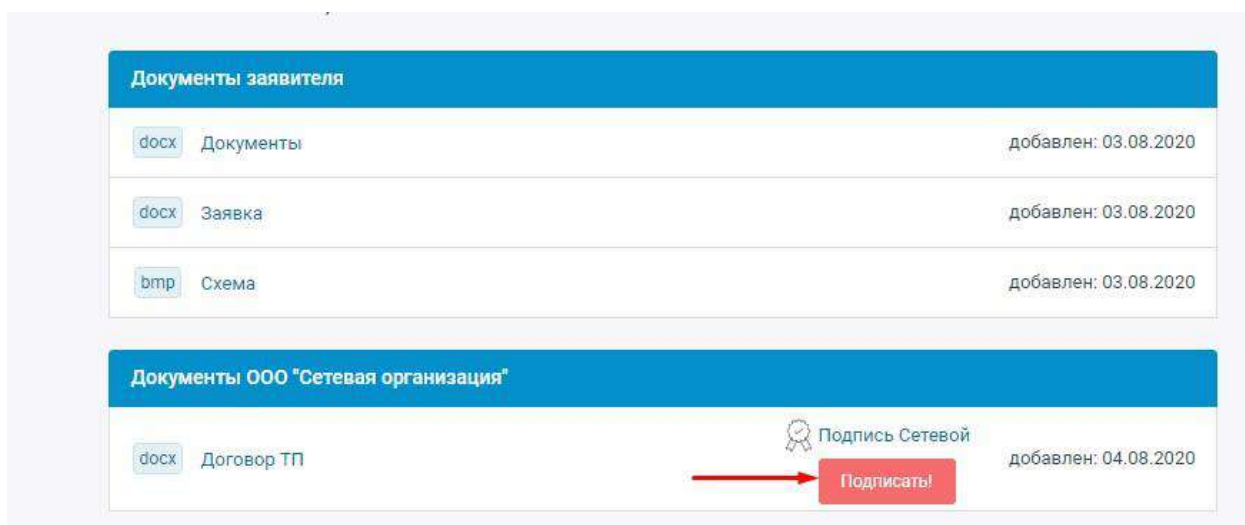 Документы заявителя
docx Документы добавлен: 03.08.2020
docx Заявка добавлен: 03.08.2020
bmp Схема добавлен: 03.08.2020
Документы ООО "Сетевая организация"
Подпись Сетевой
docx Договор ТП добавлен: 04.08.2020
Подписать!